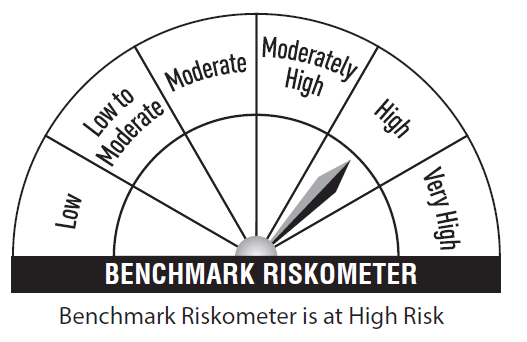 Low
Low to
Moderate
Moderate
Moderately
High
High
Very High
BENCHMARK RISKOMETER
Benchmark Riskometer is at High Risk